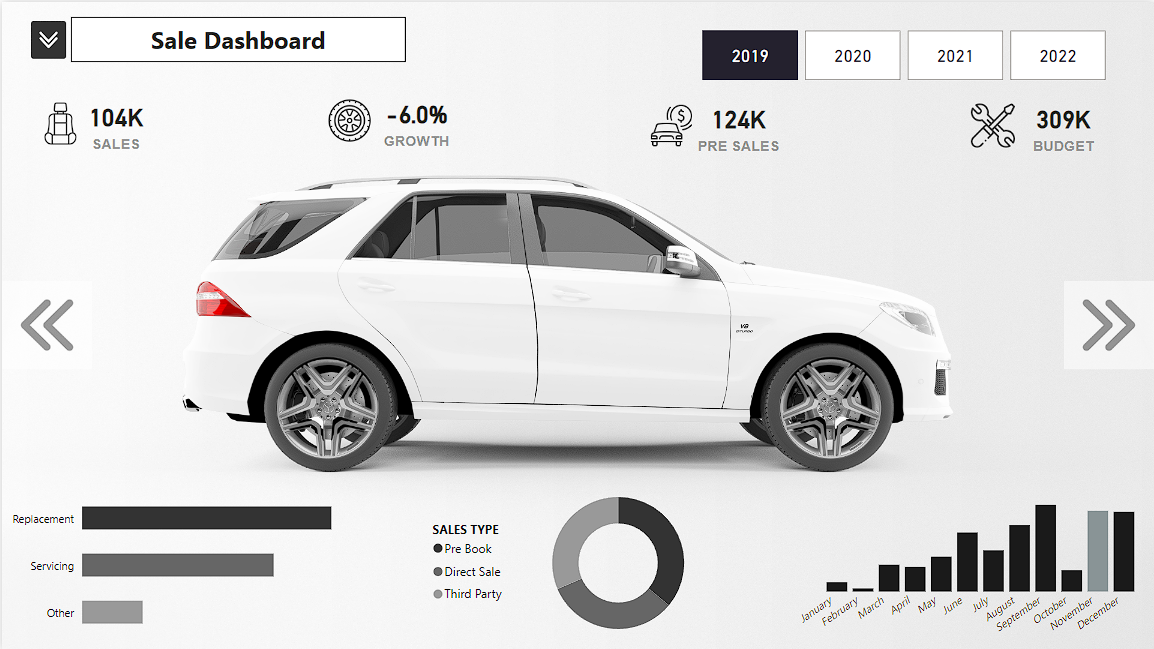 Sale Dashboard
2019
2020
2021
2022
104K
SALES
-6.0%
GROWTH
124K
PRE SALES
309K
BUDGET
V8
BITURBO
Replacement
Servicing
Other
SALES TYPE
Pre Book
Direct Sale
Third Party
January
February
March
April
May
June
July
August
September
October
November
December